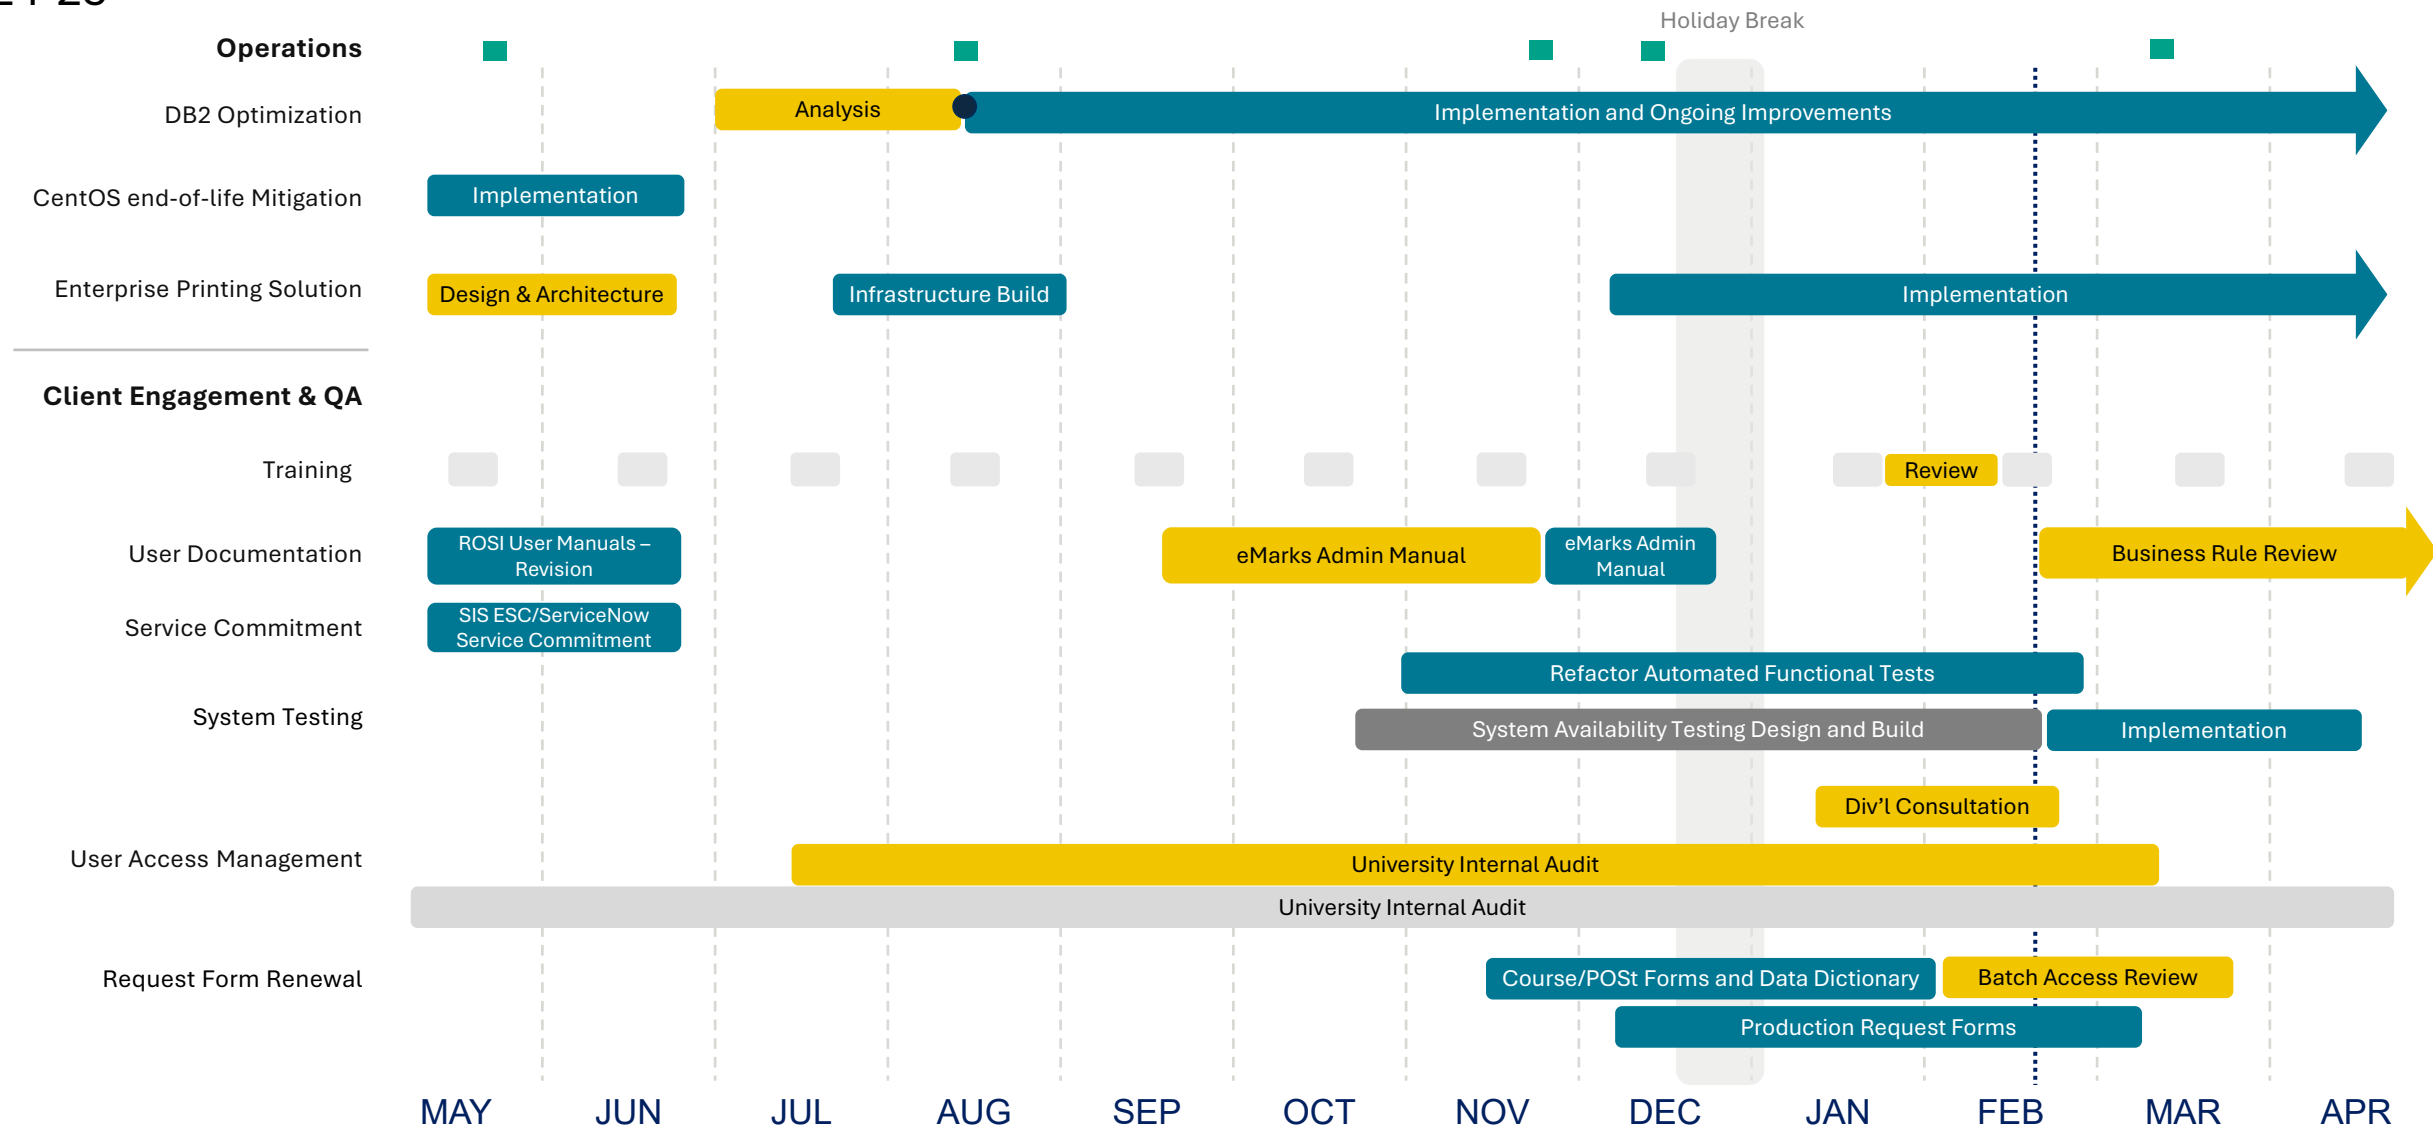 Holiday Break
Operations
DB2 Optimization
Analysis
Implementation and Ongoing Improvements
CentOS end-of-life Mitigation
Implementation
Enterprise Printing Solution
Design & Architecture
Infrastructure Build
Implementation
Client Engagement & QA
Training
Review
User Documentation
ROSI User Manuals –
Revision
eMarks Admin Manual
eMarks Admin
Manual
Business Rule Review
Service Commitment
SIS ESC/ServiceNow
Service Commitment
Refactor Automated Functional Tests
System Testing
System Availability Testing Design and Build
Implementation
Div’l Consultation
User Access Management
University Internal Audit
University Internal Audit
Request Form Renewal
Course/POSt Forms and Data Dictionary
Batch Access Review
Production Request Forms
MAY JUN JUL AUG SEP OCT NOV DEC JAN FEB MAR APR